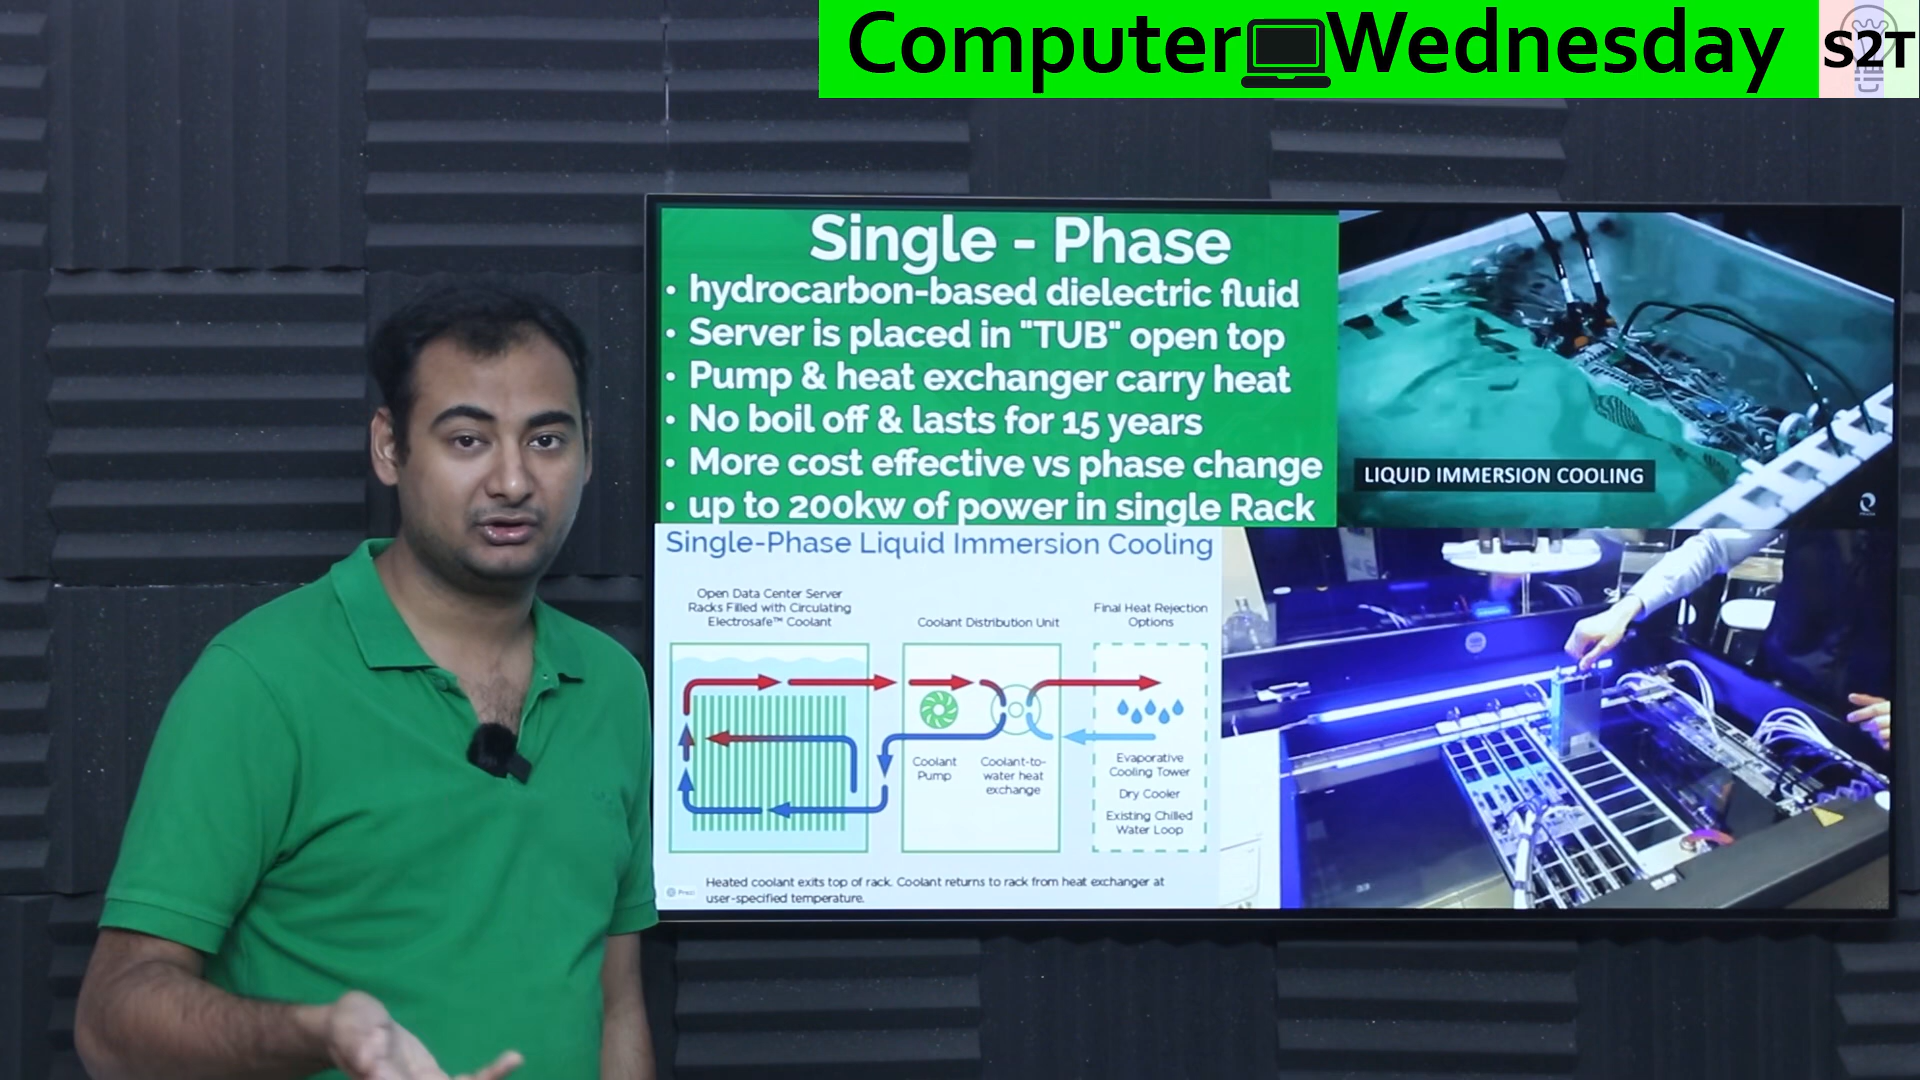 Computer Wednesday
S2T
Single - Phase
• hydrocarbon-based dielectric fluid
• Server is placed in "TUB" open top
• Pump & heat exchanger carry heat
• No boil off & lasts for 15 years
• More cost effective vs phase change
• up to 200kw of power in single Rack
LIQUID IMMERSION COOLING
Single-Phase Liquid Immersion Cooling
Open Data Center Server
Racks Filled with Circulating
Electrosafe™ Coolant
Coolant Distribution Unit
Final Heat Rejection
Options
Coolant
Pump
Coolant-to-
water heat
exchange
Evaporative
Cooling Tower
Dry Cooler
Existing Chilled
Water Loop
Heated coolant exits top of rack. Coolant returns to rack from heat exchanger at
user-specified temperature.
Prezi